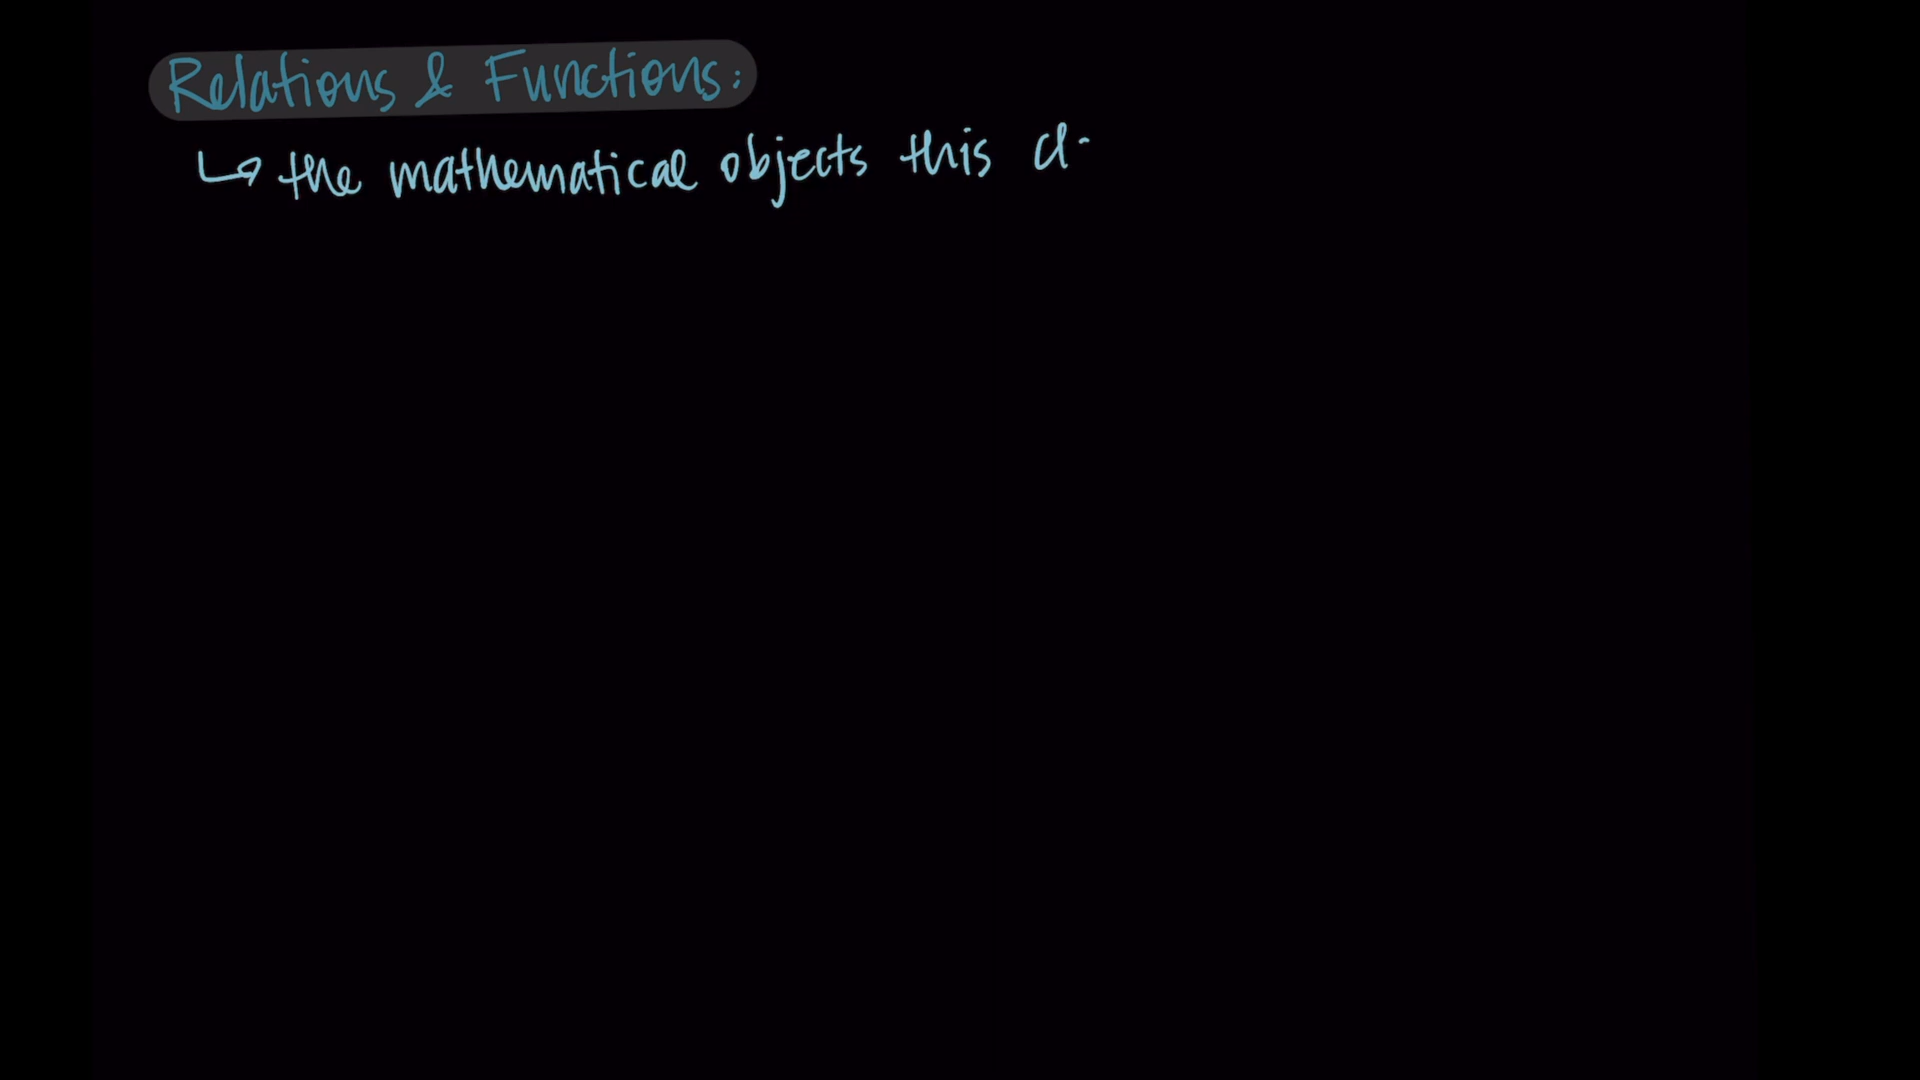 Relations & Functions:
↳ the mathematical objects this